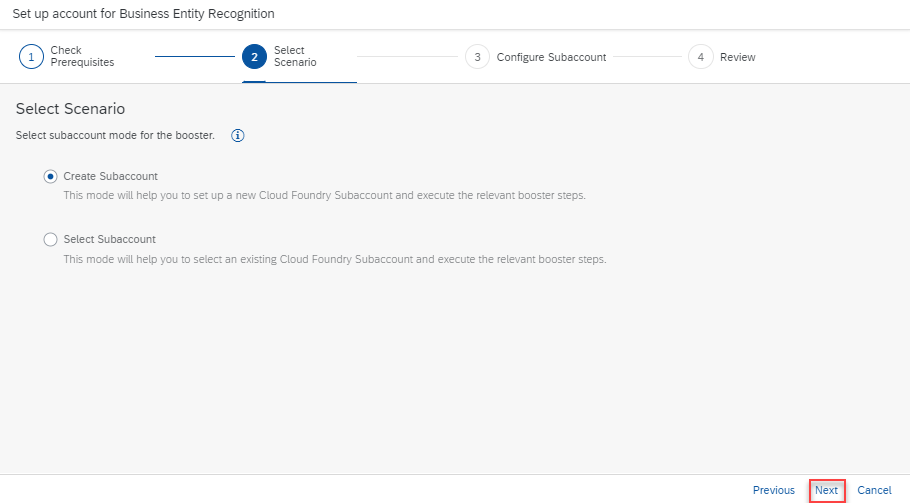 Set up account for Business Entity Recognition
1 Check
Prerequisites
2 Select
Scenario
3 Configure Subaccount
4 Review
Select Scenario
Select subaccount mode for the booster.
Create Subaccount
This mode will help you to set up a new Cloud Foundry Subaccount and execute the relevant booster steps.
Select Subaccount
This mode will help you to select an existing Cloud Foundry Subaccount and execute the relevant booster steps.
Previous Next Cancel